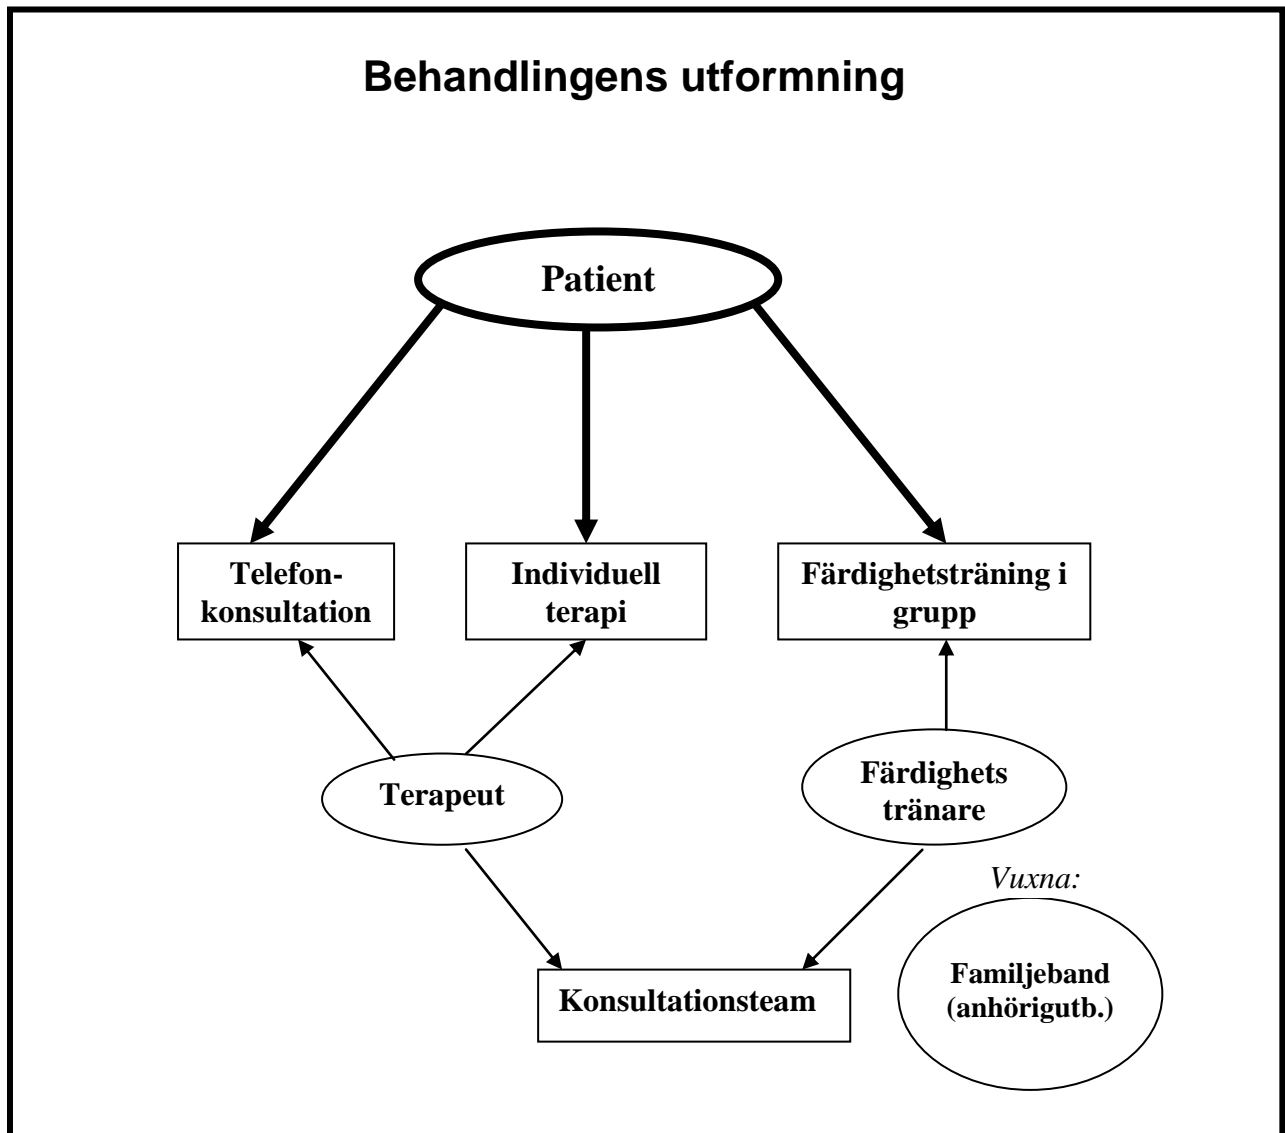 Behandlingens utformning
Patient
Telefon-
konsultation
Individuell
terapi
Färdighetsträning i
grupp
Terapeut
Färdighets
tränare
Vuxna:
Familjeband
(anhörigutb.)
Konsultationsteam